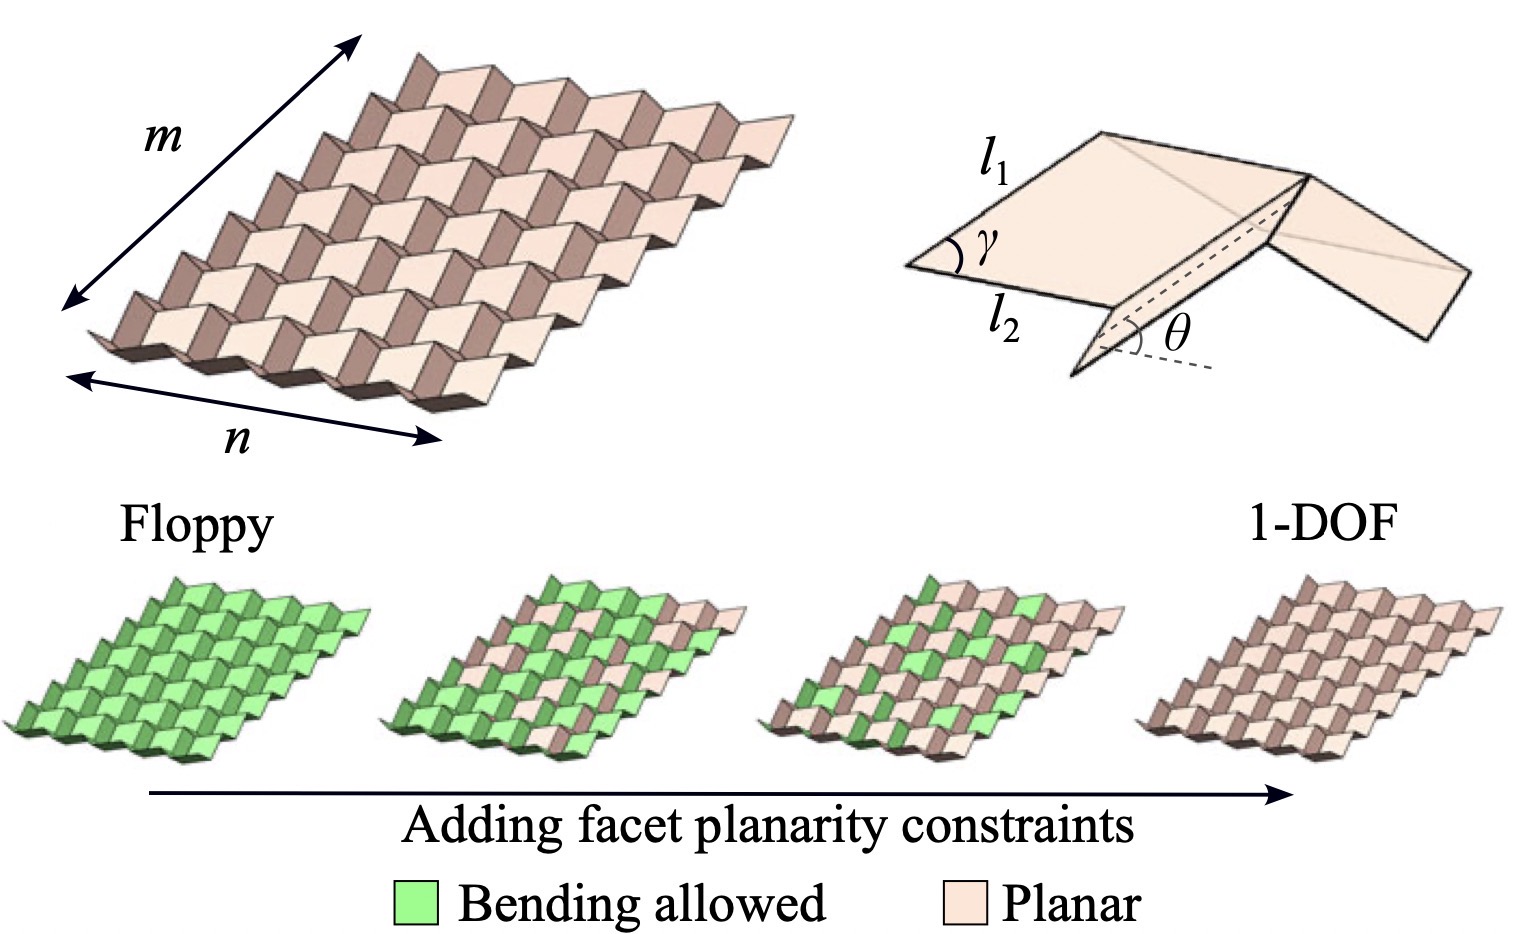 m
n
l₁
γ
l₂
θ
Floppy
1-DOF
Adding facet planarity constraints
Bending allowed
Planar